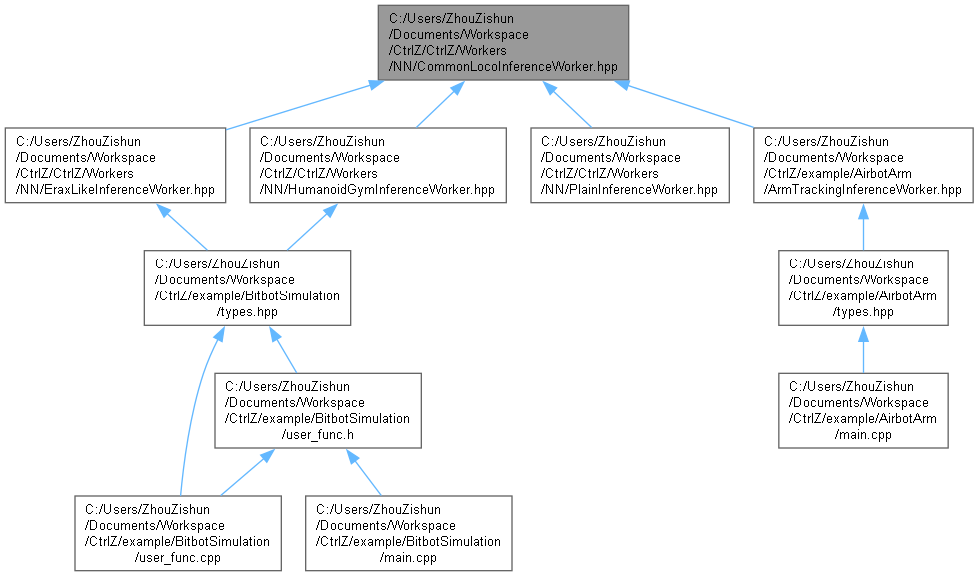 C:/Users/ZhouZishun
/Documents/Workspace
/CtrlZ/CtrlZ/Workers
/NN/CommonLocoInferenceWorker.hpp
C:/Users/ZhouZishun
/Documents/Workspace
/CtrlZ/CtrlZ/Workers
/NN/EraxLikeInferenceWorker.hpp
C:/Users/ZhouZishun
/Documents/Workspace
/CtrlZ/CtrlZ/Workers
/NN/HumanoidGymInferenceWorker.hpp
C:/Users/ZhouZishun
/Documents/Workspace
/CtrlZ/CtrlZ/Workers
/NN/PlainInferenceWorker.hpp
C:/Users/ZhouZishun
/Documents/Workspace
/CtrlZ/example/AirbotArm
/ArmTrackingInferenceWorker.hpp
C:/Users/ZhouZishun
/Documents/Workspace
/CtrlZ/example/BitbotSimulation
/types.hpp
C:/Users/ZhouZishun
/Documents/Workspace
/CtrlZ/example/AirbotArm
/types.hpp
C:/Users/ZhouZishun
/Documents/Workspace
/CtrlZ/example/BitbotSimulation
/user_func.h
C:/Users/ZhouZishun
/Documents/Workspace
/CtrlZ/example/AirbotArm
/main.cpp
C:/Users/ZhouZishun
/Documents/Workspace
/CtrlZ/example/BitbotSimulation
/user_func.cpp
C:/Users/ZhouZishun
/Documents/Workspace
/CtrlZ/example/BitbotSimulation
/main.cpp